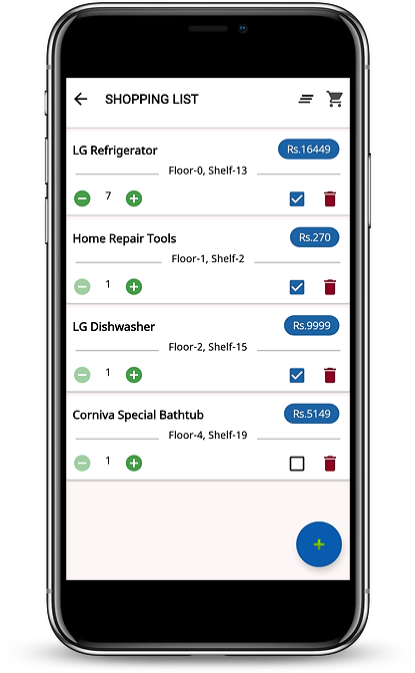 SHOPPING LIST
LG Refrigerator Rs.16449
Floor-0, Shelf-13
7
Home Repair Tools Rs.270
Floor-1, Shelf-2
1
LG Dishwasher Rs.9999
Floor-2, Shelf-15
1
Corniva Special Bathtub Rs.5149
Floor-4, Shelf-19
1